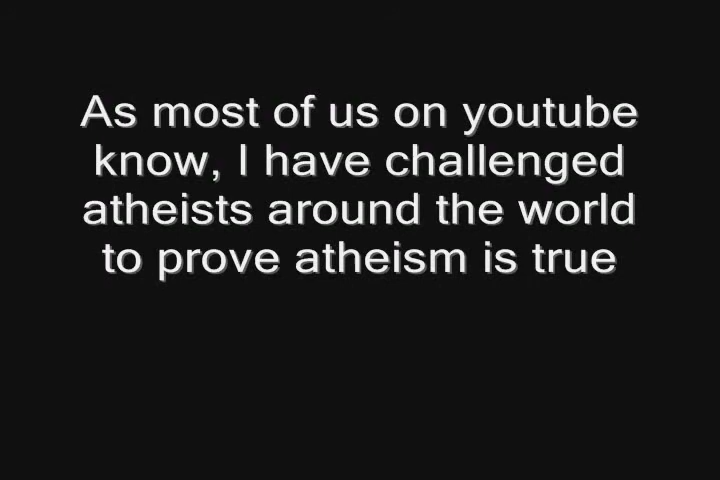 As most of us on youtube
know, I have challenged
atheists around the world
to prove atheism is true